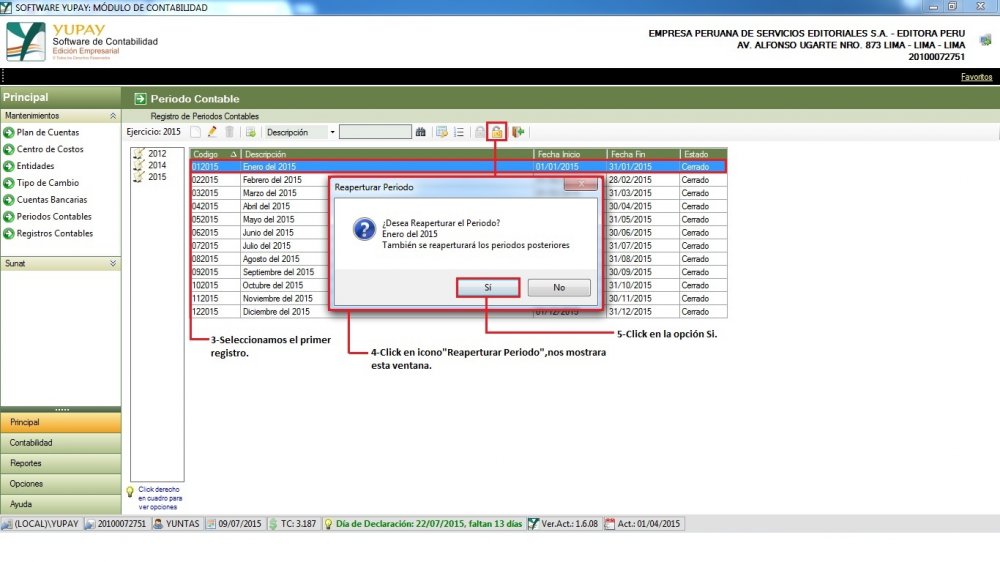 SOFTWARE YUPAY: MÓDULO DE CONTABILIDAD
YUPAY
Software de Contabilidad
Edición Empresarial
EMPRESA PERUANA DE SERVICIOS EDITORIALES S.A. - EDITORA PERU
AV. ALFONSO UGARTE NRO. 873 LIMA - LIMA - LIMA
20100072751
Favoritos
Principal
Periodo Contable
Mantenimientos
Registro de Periodos Contables
Plan de Cuentas
Centro de Costos
Entidades
Tipo de Cambio
Cuentas Bancarias
Periodos Contables
Registros Contables
Sunat
Ejercicio: 2015
Descripción
2012
2014
2015
Codigo Descripción Fecha Inicio Fecha Fin Estado
012015 Enero del 2015 01/01/2015 31/01/2015 Cerrado
022015 Febrero del 2015 28/02/2015 Cerrado
032015 Marzo del 2015 31/03/2015 Cerrado
042015 Abril del 2015 30/04/2015 Cerrado
052015 Mayo del 2015 31/05/2015 Cerrado
062015 Junio del 2015 30/06/2015 Cerrado
072015 Julio del 2015 31/07/2015 Cerrado
082015 Agosto del 2015 31/08/2015 Cerrado
092015 Septiembre del 2015 30/09/2015 Cerrado
102015 Octubre del 2015 31/10/2015 Cerrado
112015 Noviembre del 2015 30/11/2015 Cerrado
122015 Diciembre del 2015 01/12/2015 31/12/2015 Cerrado
Reaperturar Periodo
¿Desea Reaperturar el Periodo?
Enero del 2015
También se reaperturará los periodos posteriores
Sí
No
3-Seleccionamos el primer
registro.
4-Click en icono"Reaperturar Periodo",nos mostrara
esta ventana.
5-Click en la opción Si.
Principal
Contabilidad
Reportes
Opciones
Ayuda
Click derecho
en cuadro para
ver opciones
(LOCAL)\YUPAY 20100072751 YUNTAS 09/07/2015 TC: 3.187 Día de Declaración: 22/07/2015, faltan 13 días Ver.Act.: 1.6.08 Act.: 01/04/2015